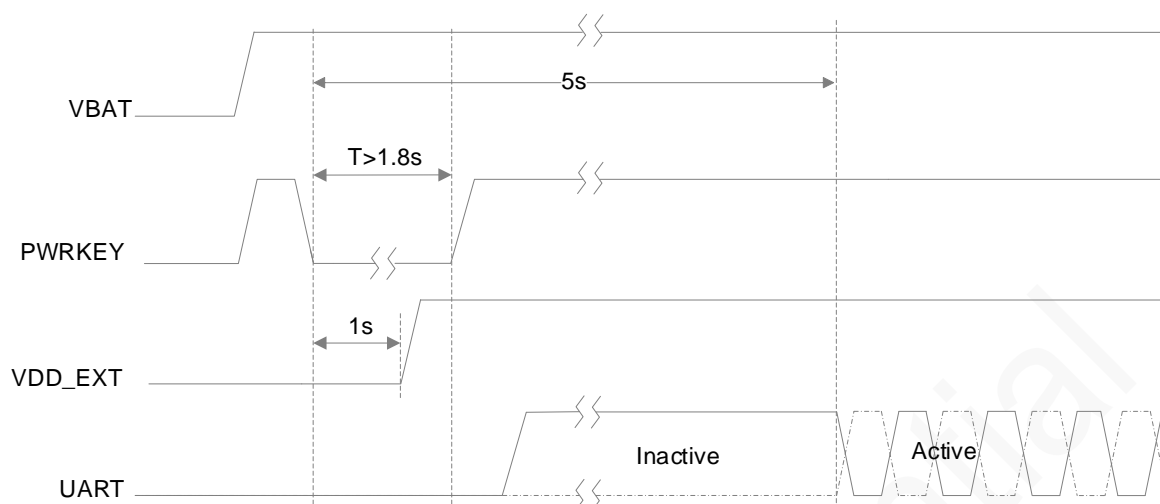 5s
VBAT
T>1.8s
PWRKEY
1s
VDD_EXT
Inactive
Active
UART